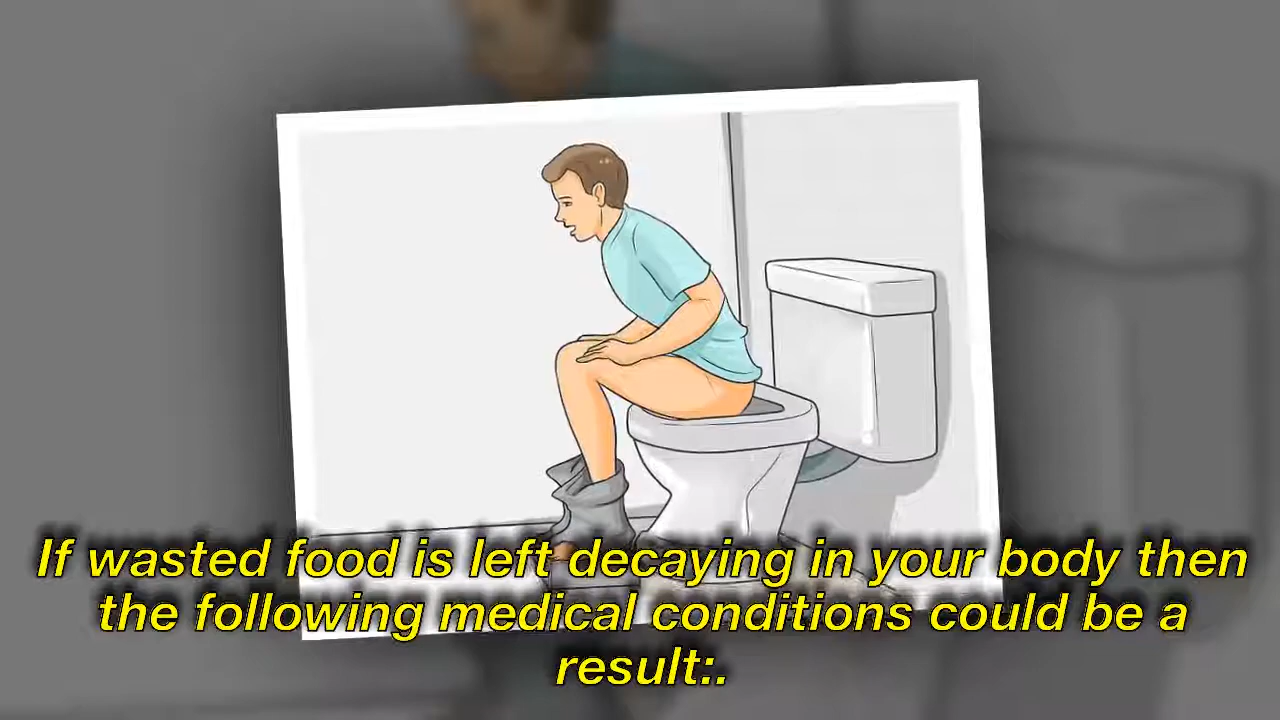 If wasted food is left decaying in your body then
the following medical conditions could be a
result:.